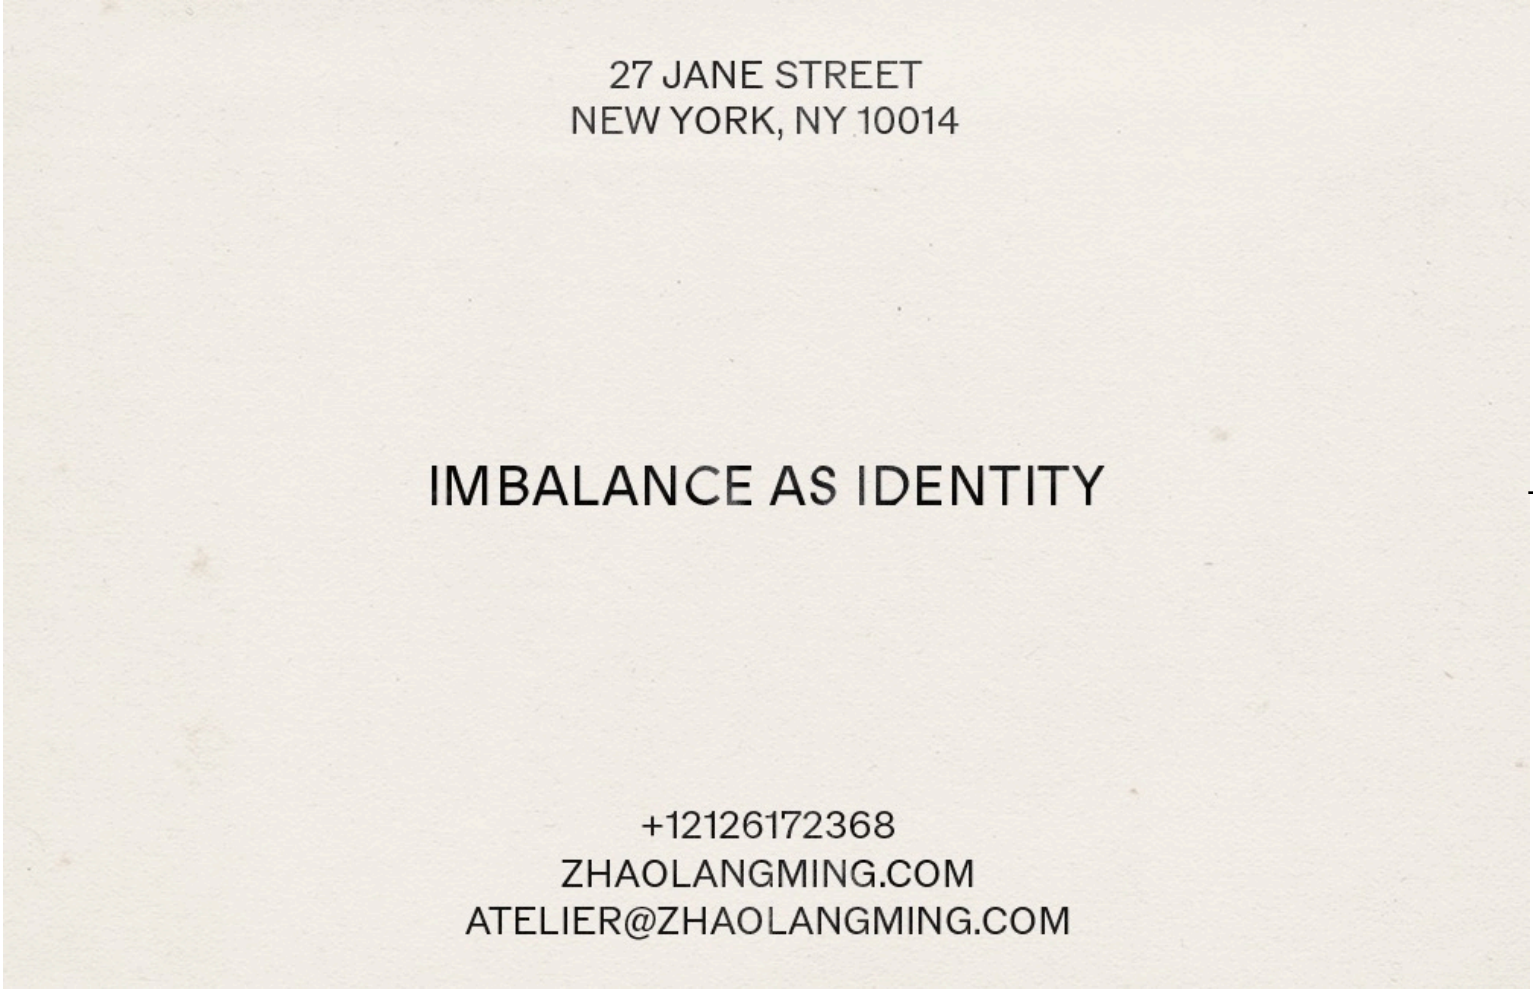 27 JANE STREET
NEW YORK, NY 10014
IMBALANCE AS IDENTITY
+12126172368
ZHAOLANGMING.COM
ATELIER@ZHAOLANGMING.COM